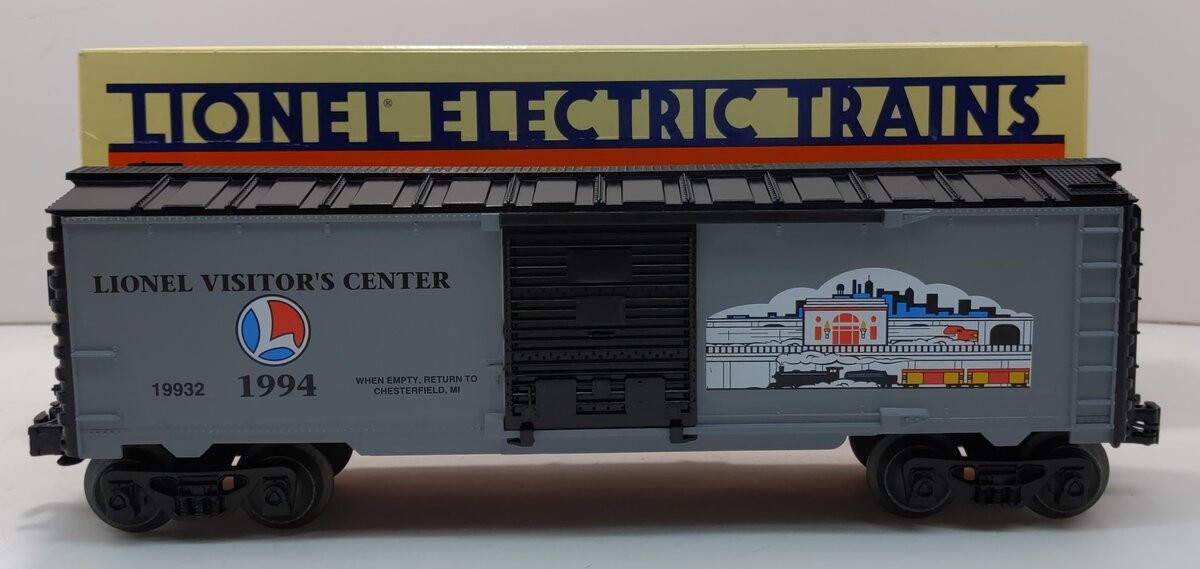 LIONEL® ELECTRIC TRAINS
LIONEL VISITOR'S CENTER
L
19932
1994
WHEN EMPTY, RETURN TO
CHESTERFIELD, MI